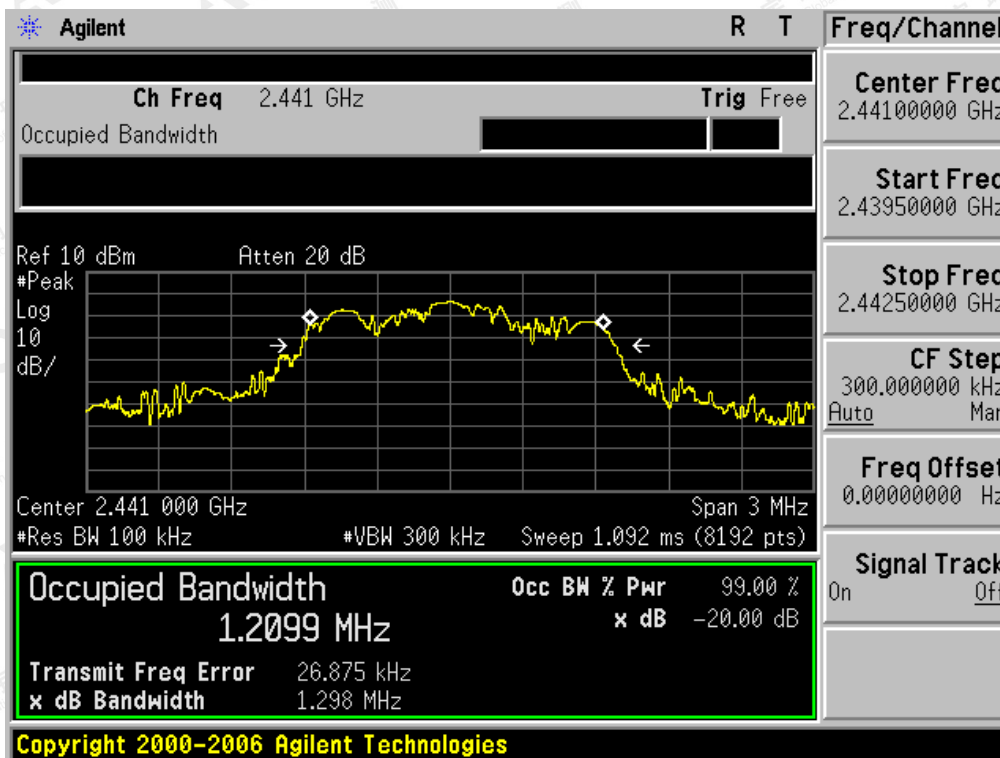 Agilent R T
Freq/Channel
Ch Freq 2.441 GHz Trig Free
Occupied Bandwidth
Center Freq
2.44100000 GHz
Start Freq
2.43950000 GHz
Stop Freq
2.44250000 GHz
CF Step
300.000000 kHz
Auto Man
Freq Offset
0.00000000 Hz
Signal Track
On Off
Ref 10 dBm Atten 20 dB
#Peak
Log
10
dB/
Center 2.441 000 GHz Span 3 MHz
#Res BW 100 kHz #VBW 300 kHz Sweep 1.092 ms (8192 pts)
Occupied Bandwidth Occ BW % Pwr 99.00 %
1.2099 MHz x dB -20.00 dB
Transmit Freq Error 26.875 kHz
x dB Bandwidth 1.298 MHz
Copyright 2000-2006 Agilent Technologies